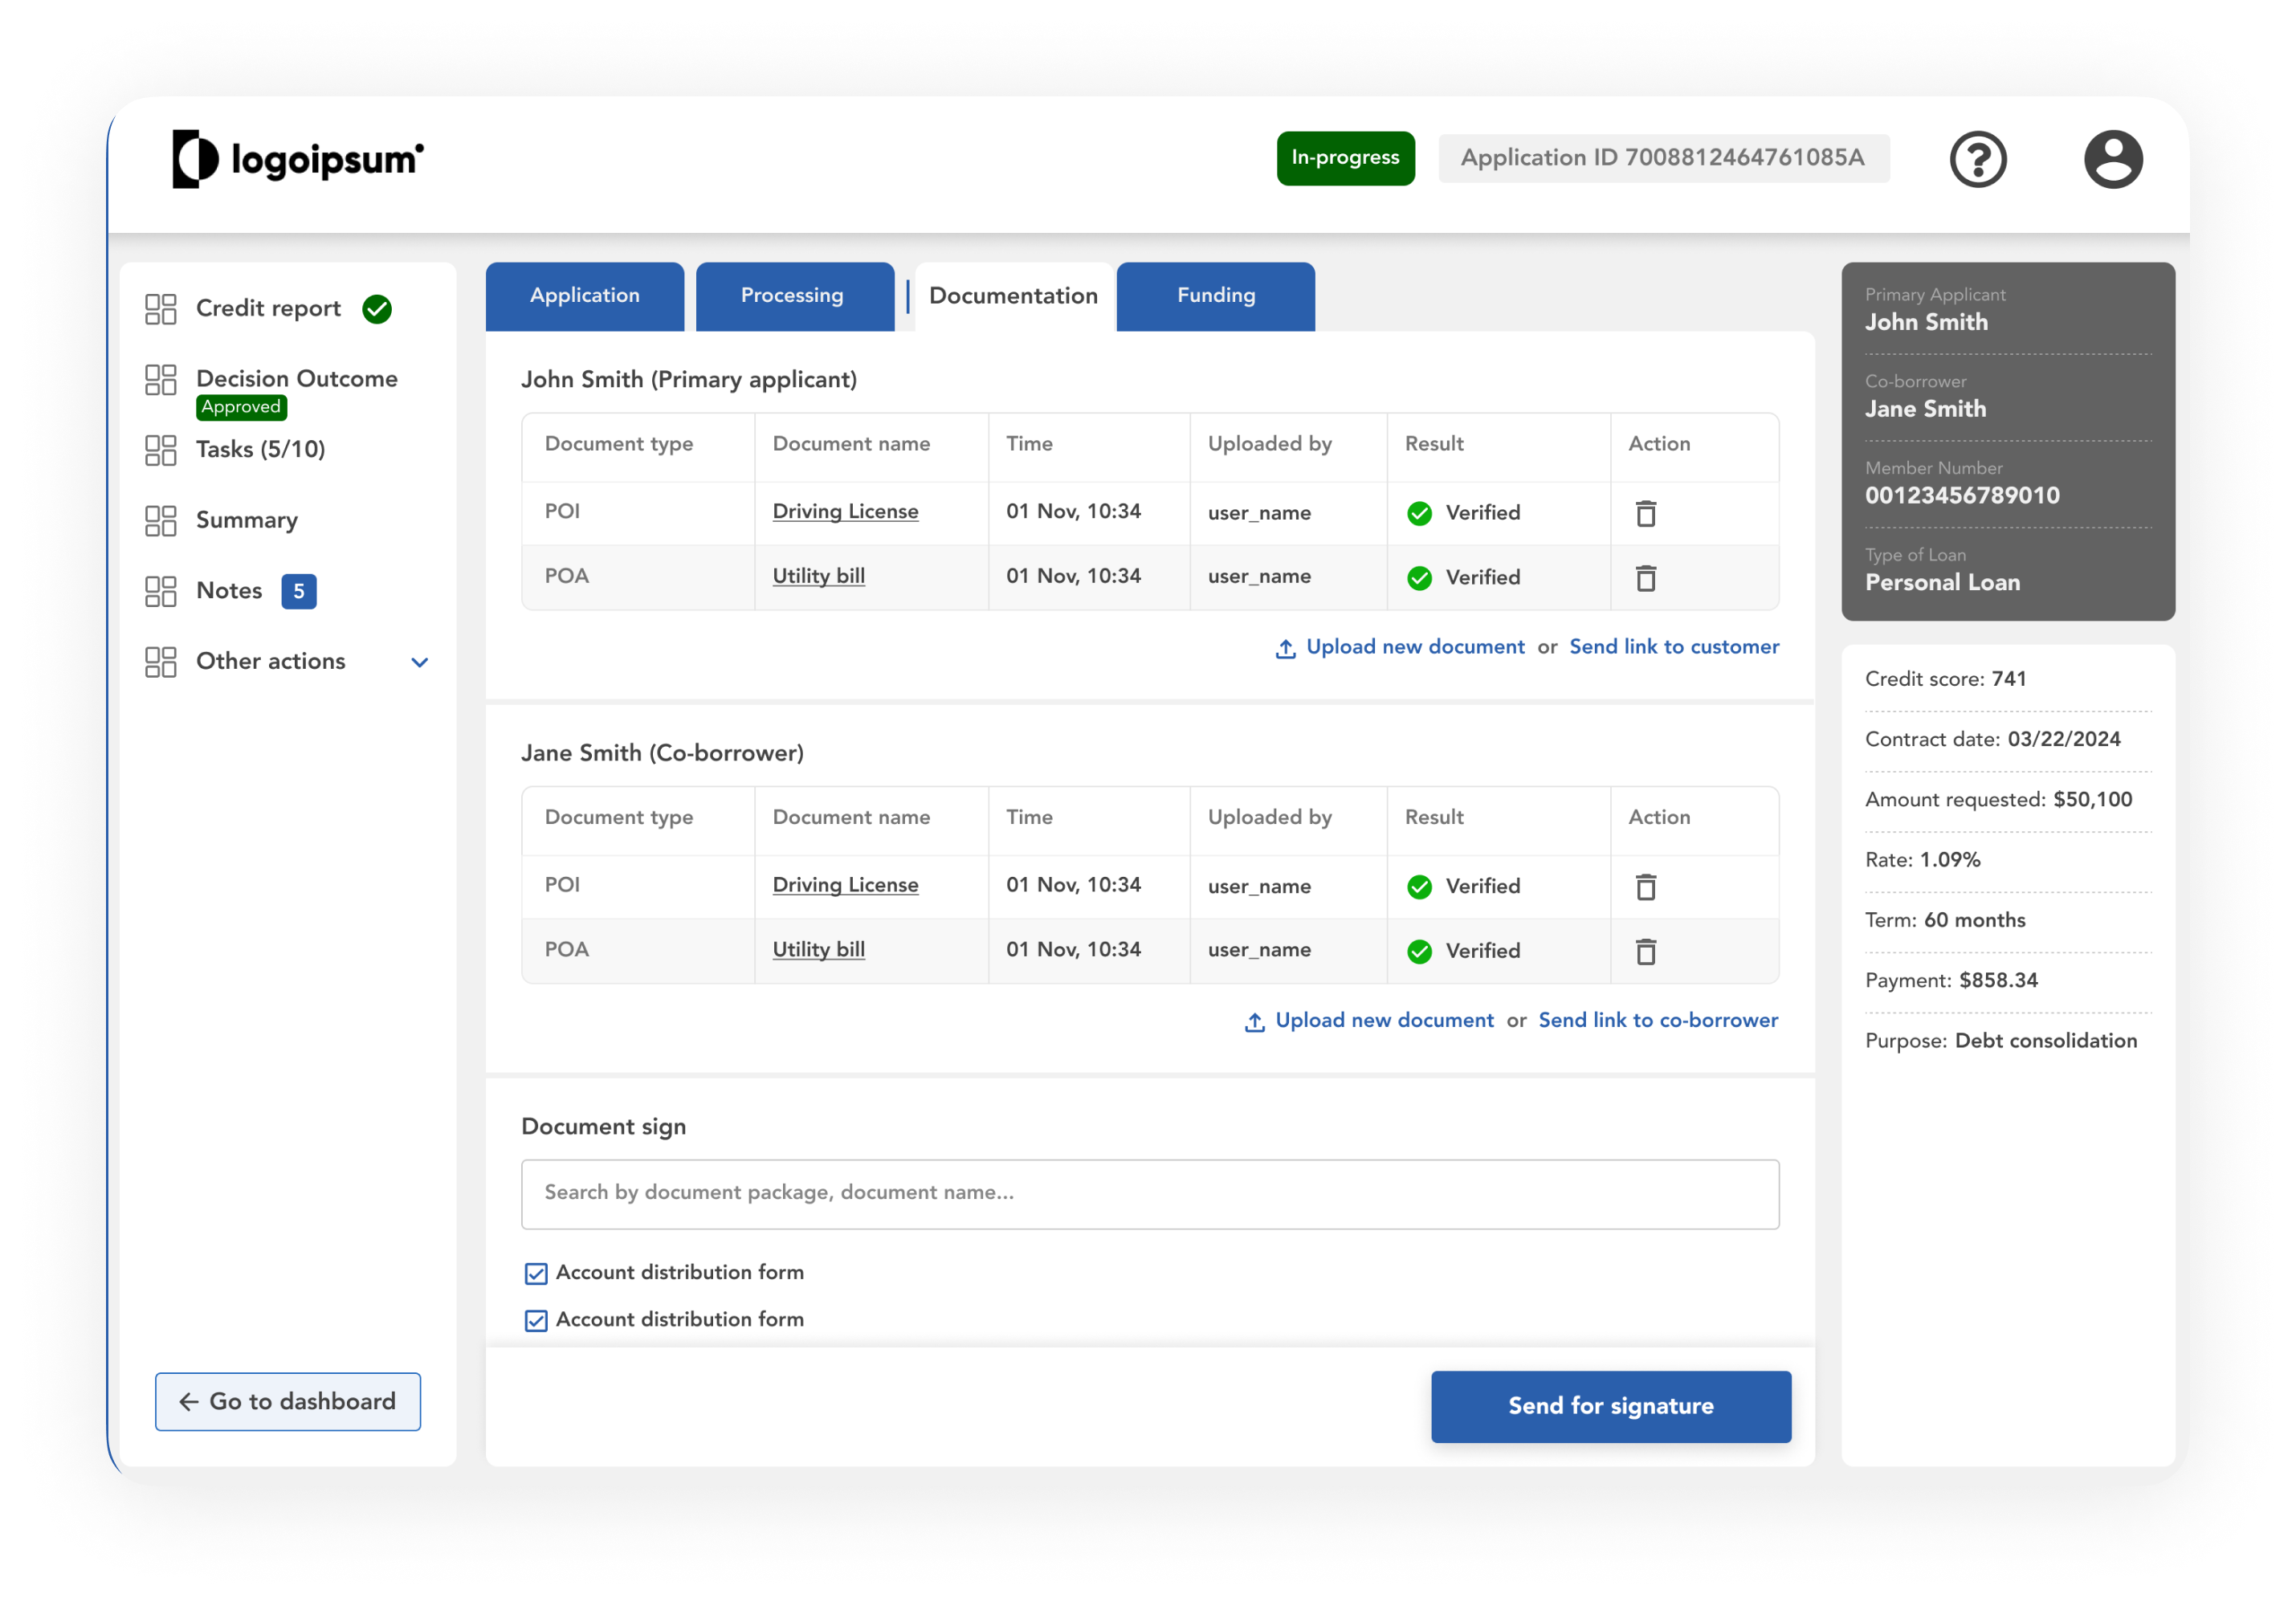 logoipsum
In-progress
Application ID 7008812464761085A
Credit report
Decision Outcome
Approved
Tasks (5/10)
Summary
Notes 5
Other actions
Go to dashboard
Application Processing Documentation Funding
John Smith (Primary applicant)
Document type Document name Time Uploaded by Result Action
POI Driving License 01 Nov, 10:34 user_name Verified
POA Utility bill 01 Nov, 10:34 user_name Verified
Upload new document or Send link to customer
Jane Smith (Co-borrower)
Document type Document name Time Uploaded by Result Action
POI Driving License 01 Nov, 10:34 user_name Verified
POA Utility bill 01 Nov, 10:34 user_name Verified
Upload new document or Send link to co-borrower
Document sign
Search by document package, document name...
Account distribution form
Account distribution form
Send for signature
Primary Applicant
John Smith
Co-borrower
Jane Smith
Member Number
00123456789010
Type of Loan
Personal Loan
Credit score: 741
Contract date: 03/22/2024
Amount requested: $50,100
Rate: 1.09%
Term: 60 months
Payment: $858.34
Purpose: Debt consolidation